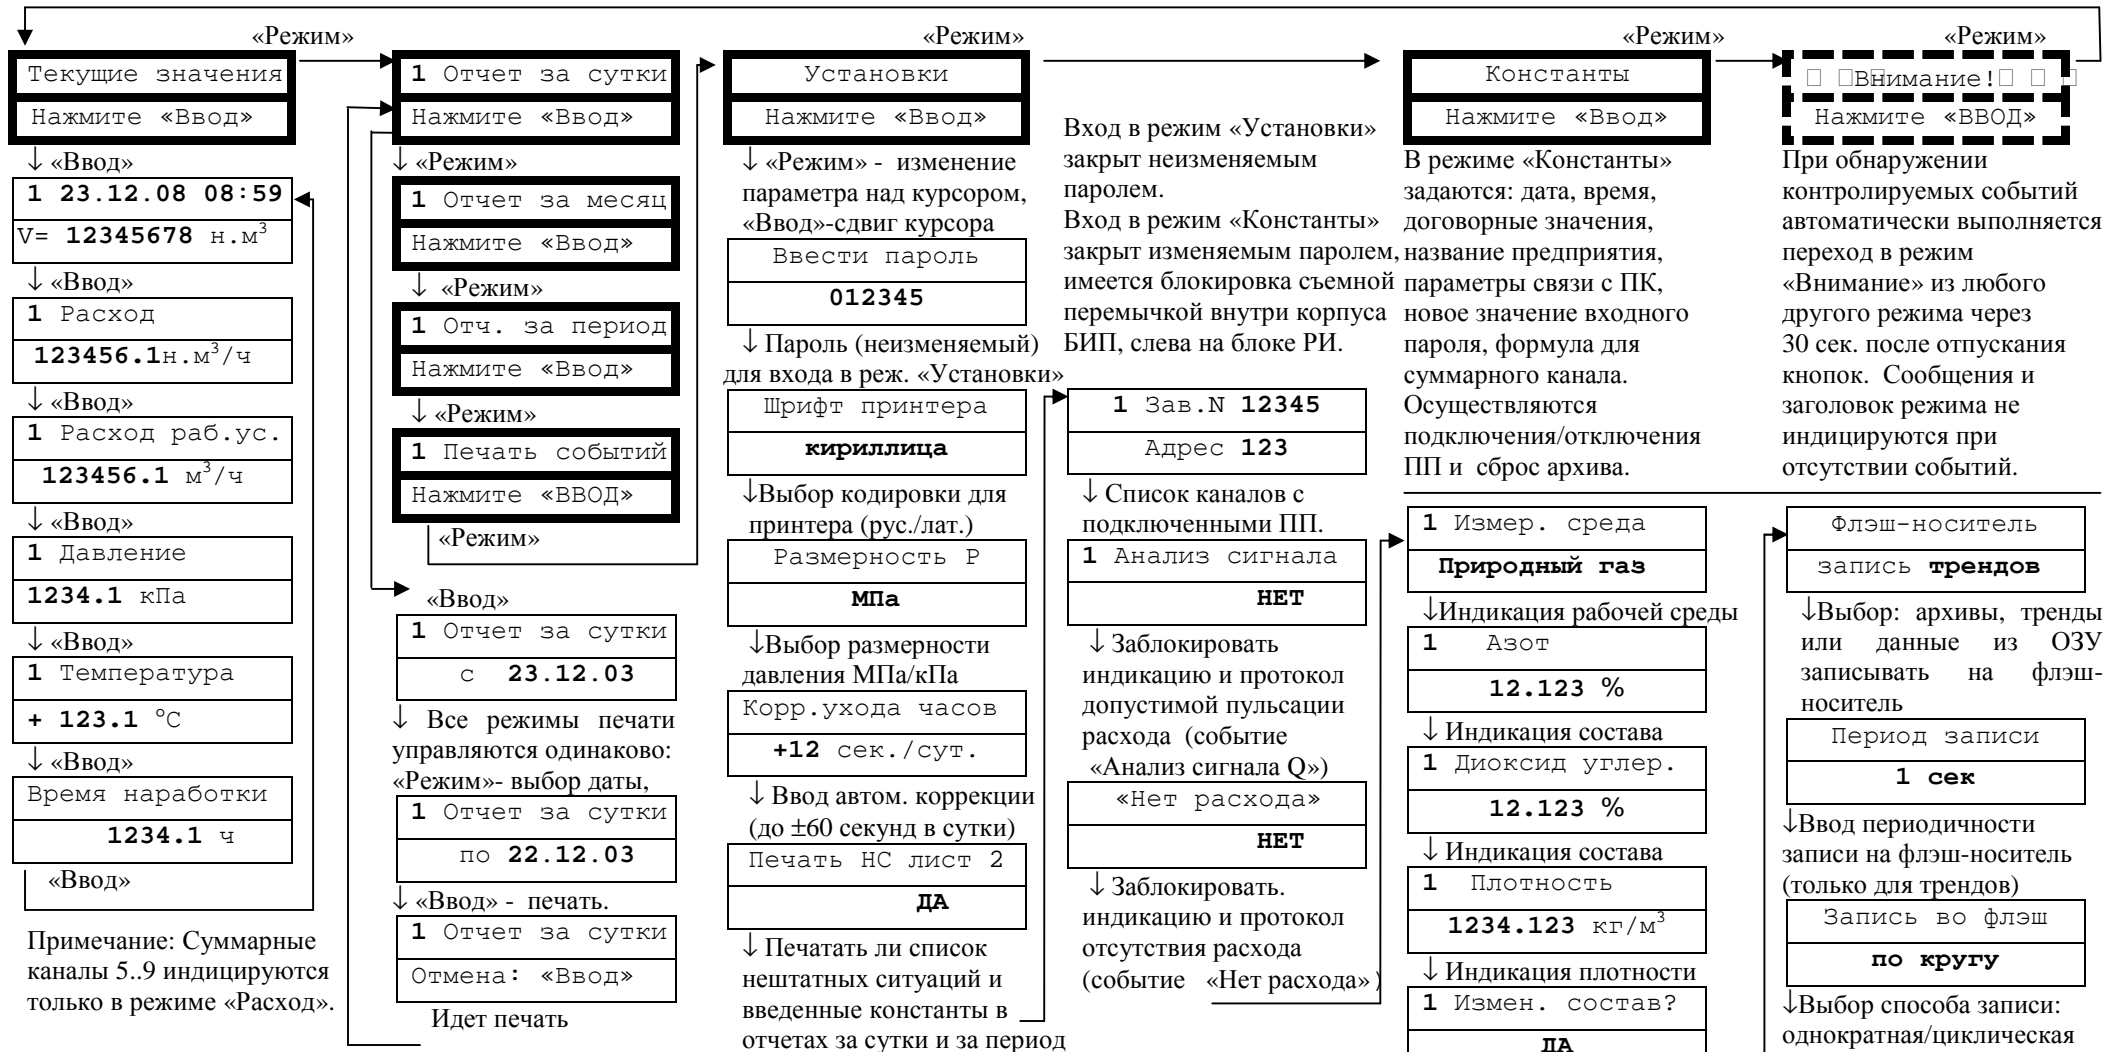 «Режим»
Текущие значения
Нажмите «Ввод»
↓ «Ввод»
1 23.12.08 08:59
V= 12345678 н.м³
↓ «Ввод»
1 Расход
123456.1н.м³/ч
↓ «Ввод»
1 Расход раб.ус.
123456.1 м³/ч
↓ «Ввод»
1 Давление
1234.1 кПа
↓ «Ввод»
1 Температура
+ 123.1 °С
↓ «Ввод»
Время наработки
1234.1 ч
«Ввод»
Примечание: Суммарные
каналы 5..9 индицируются
только в режиме «Расход».
1 Отчет за сутки
Нажмите «Ввод»
↓ «Режим»
1 Отчет за месяц
Нажмите «Ввод»
↓ «Режим»
1 Отч. за период
Нажмите «Ввод»
↓ «Режим»
1 Печать событий
Нажмите «ВВОД»
«Режим»
«Ввод»
1 Отчет за сутки
с 23.12.03
↓ Все режимы печати
управляются одинаково:
«Режим»- выбор даты,
1 Отчет за сутки
по 22.12.03
↓ «Ввод» - печать.
1 Отчет за сутки
Отмена: «Ввод»
Идет печать
«Режим»
Установки
Нажмите «Ввод»
↓ «Режим» - изменение
параметра над курсором,
«Ввод»-сдвиг курсора
Ввести пароль
012345
↓ Пароль (неизменяемый)
для входа в реж. «Установки»
Шрифт принтера
кириллица
↓Выбор кодировки для
принтера (рус./лат.)
Размерность Р
МПа
↓Выбор размерности
давления МПа/кПа
Корр.ухода часов
+12 сек./сут.
↓ Ввод автом. коррекции
(до ±60 секунд в сутки)
Печать НС лист 2
ДА
↓ Печатать ли список
нештатных ситуаций и
введенные константы в
отчетах за сутки и за период
Вход в режим «Установки»
закрыт неизменяемым
паролем.
Вход в режим «Константы»
закрыт изменяемым паролем,
имеется блокировка съемной
перемычкой внутри корпуса
БИП, слева на блоке РИ.
1 Зав.N 12345
Адрес 123
↓ Список каналов с
подключенными ПП.
1 Анализ сигнала
НЕТ
↓ Заблокировать
индикацию и протокол
допустимой пульсации
расхода (событие
«Анализ сигнала Q»)
«Нет расхода»
НЕТ
↓ Заблокировать.
индикацию и протокол
отсутствия расхода
(событие «Нет расхода»)
«Режим»
Константы
Нажмите «Ввод»
В режиме «Константы»
задаются: дата, время,
договорные значения,
название предприятия,
параметры связи с ПК,
новое значение входного
пароля, формула для
суммарного канала.
Осуществляются
подключения/отключения
ПП и сброс архива.
1 Измер. среда
Природный газ
↓Индикация рабочей среды
1 Азот
12.123 %
↓ Индикация состава
1 Диоксид углер.
12.123 %
↓ Индикация состава
1 Плотность
1234.123 кг/м³
↓ Индикация плотности
1 Измен. состав?
ДА
«Режим»
Внимание!
Нажмите «ВВОД»
При обнаружении
контролируемых событий
автоматически выполняется
переход в режим
«Внимание» из любого
другого режима через
30 сек. после отпускания
кнопок. Сообщения и
заголовок режима не
индицируются при
отсутствии событий.
Флэш-носитель
запись трендов
↓Выбор: архивы, тренды
или данные из ОЗУ
записывать на флэш-
носитель
Период записи
1 сек
↓Ввод периодичности
записи на флэш-носитель
(только для трендов)
Запись во флэш
по кругу
↓Выбор способа записи:
однократная/циклическая